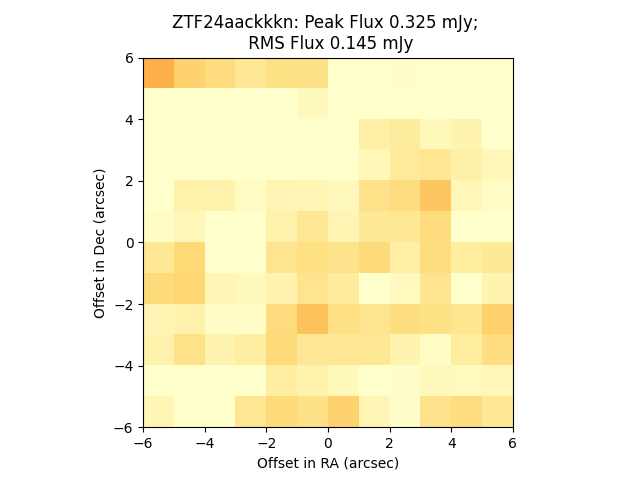 ZTF24aackkkn: Peak Flux 0.325 mJy;
RMS Flux 0.145 mJy
6
4
2
0
−2
−4
−6
Offset in Dec (arcsec)
−6 −4 −2 0 2 4 6
Offset in RA (arcsec)